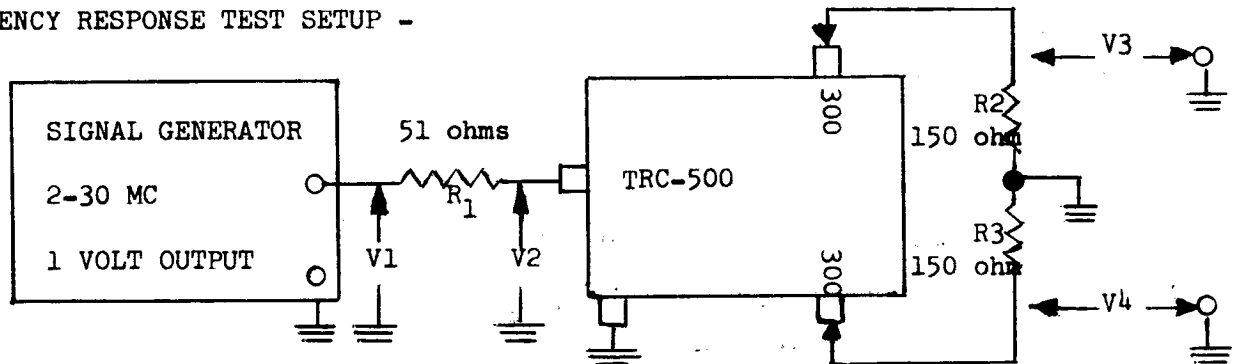 ENCY RESPONSE TEST SETUP -
SIGNAL GENERATOR
2-30 MC
1 VOLT OUTPUT
51 ohms
R1
V1
V2
TRC-500
300
300
R2
150 ohm
R3
150 ohm
V3
V4